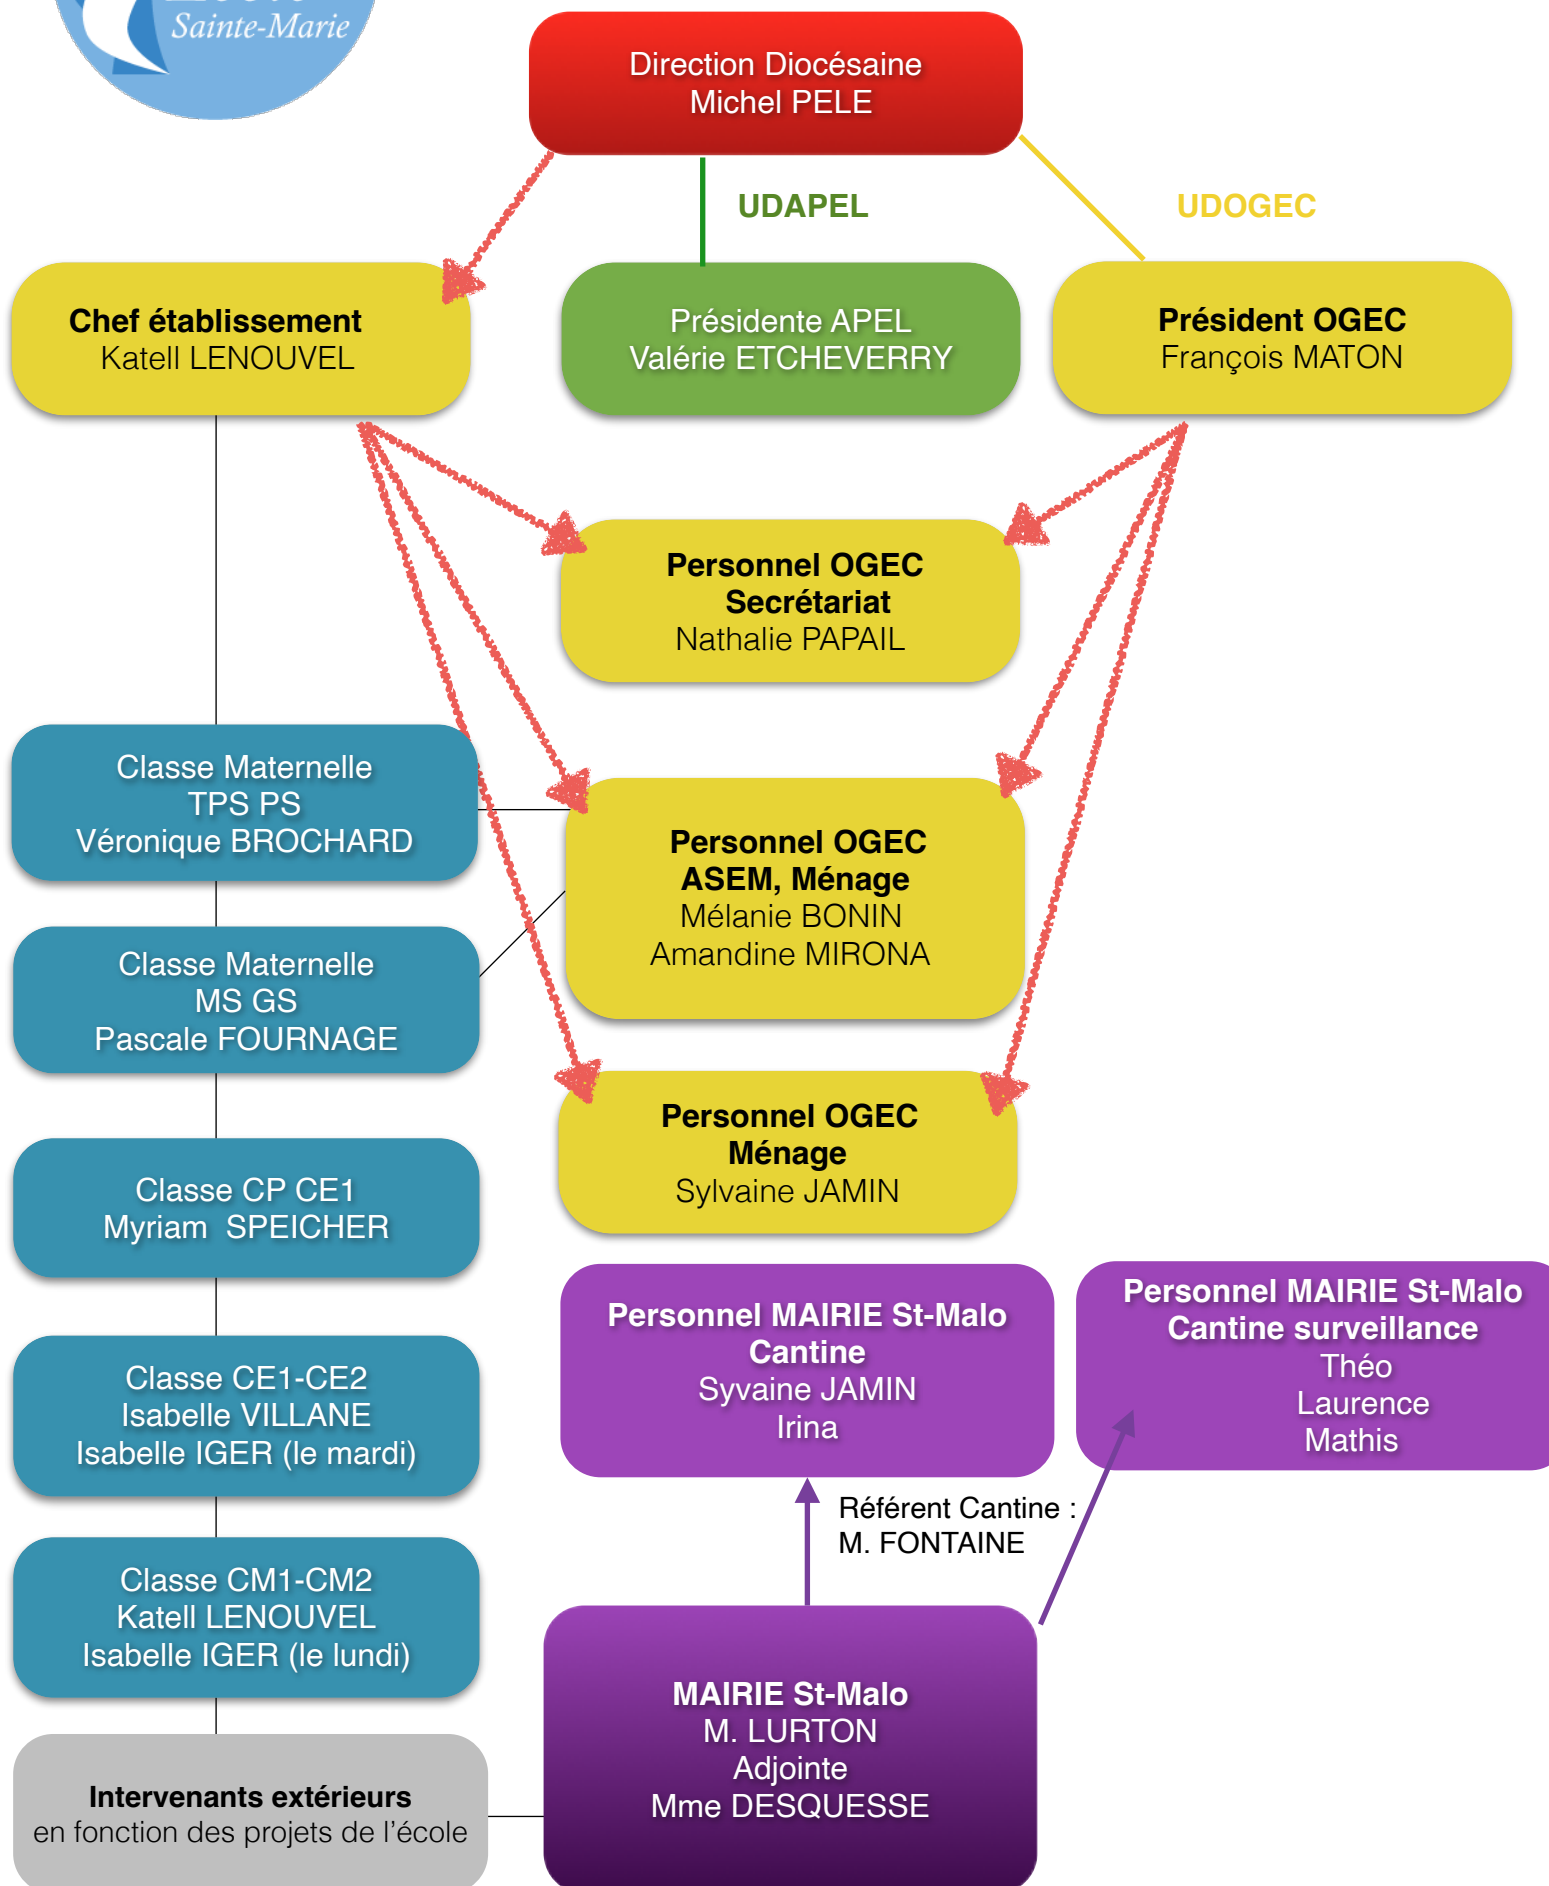 Sainte-Marie
Direction Diocésaine
Michel PELE
UDAPEL
UDOGEC
Chef établissement
Katell LENOUVEL
Présidente APEL
Valérie ETCHEVERRY
Président OGEC
François MATON
Personnel OGEC
Secrétariat
Nathalie PAPAIL
Classe Maternelle
TPS PS
Véronique BROCHARD
Personnel OGEC
ASEM, Ménage
Mélanie BONIN
Amandine MIRONA
Classe Maternelle
MS GS
Pascale FOURNAGE
Personnel OGEC
Ménage
Sylvaine JAMIN
Classe CP CE1
Myriam  SPEICHER
Personnel MAIRIE St-Malo
Cantine
Syvaine JAMIN
Irina
Personnel MAIRIE St-Malo
Cantine surveillance
Théo
Laurence
Mathis
Classe CE1-CE2
Isabelle VILLANE
Isabelle IGER (le mardi)
Référent Cantine :
M. FONTAINE
Classe CM1-CM2
Katell LENOUVEL
Isabelle IGER (le lundi)
MAIRIE St-Malo
M. LURTON
Adjointe
Mme DESQUESSE
Intervenants extérieurs
en fonction des projets de l'école